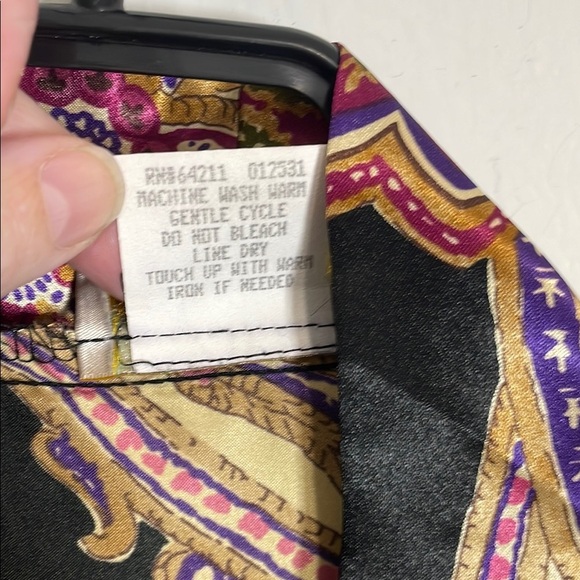 RN#64211 012531
MACHINE WASH WARM
GENTLE CYCLE
DO NOT BLEACH
LINE DRY
TOUCH UP WITH WARM
IRON IF NEEDED